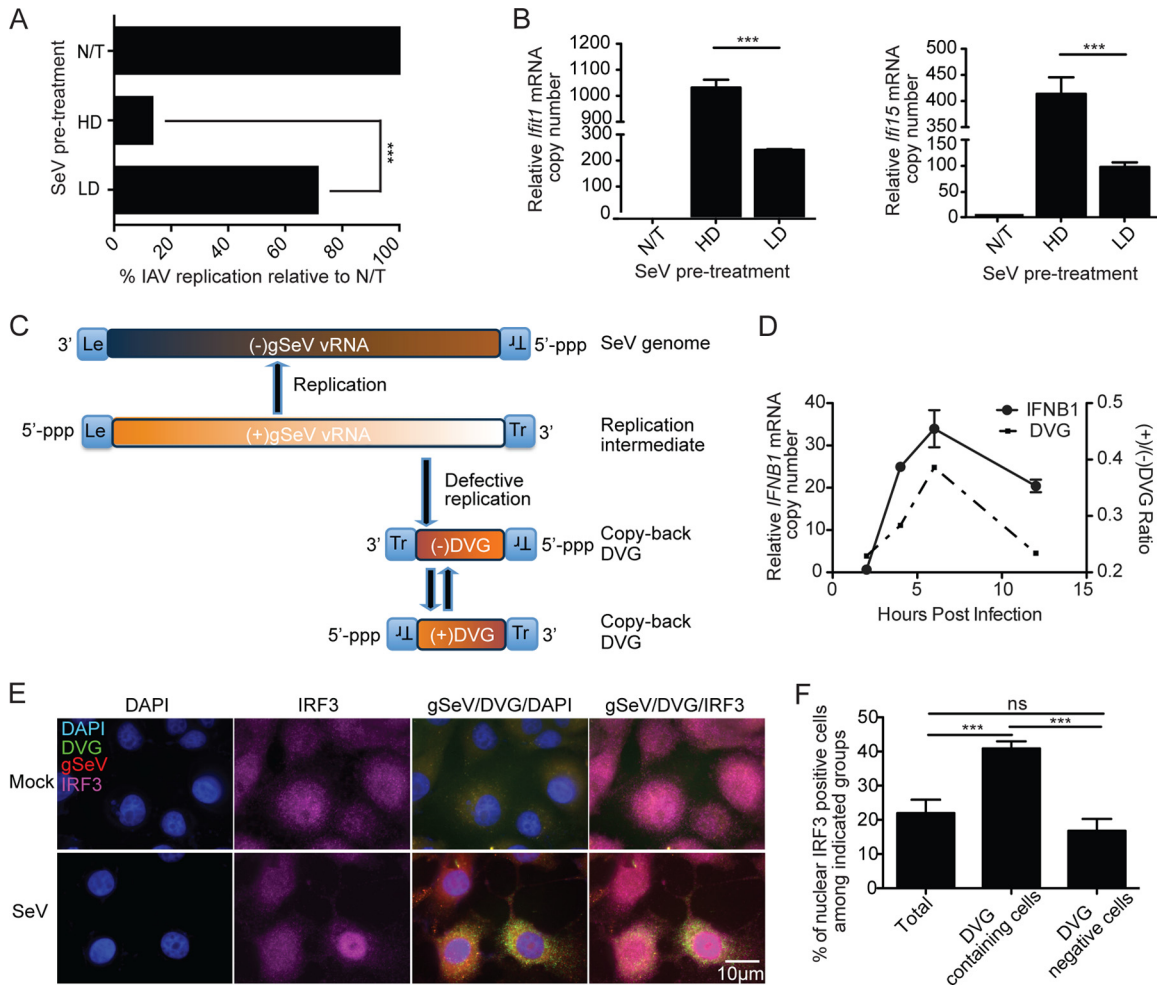 A
SeV pre-treatment
N/T
HD
LD
***
0 20 40 60 80 100
% IAV replication relative to N/T
B
Relative Ifit1 mRNA
copy number
1200
1100
1000
900
300
200
100
0
***
N/T HD LD
SeV pre-treatment
Relative Ifi15 mRNA
copy number
500
450
400
350
150
100
50
0
***
N/T HD LD
SeV pre-treatment
C
3' Le (-)gSeV vRNA Tr 5'-ppp SeV genome
Replication
5'-ppp Le (+)gSeV vRNA Tr 3' Replication
intermediate
Defective
replication
3' Tr (-)DVG Tr 5'-ppp Copy-back
DVG
5'-ppp Tr (+)DVG Tr 3' Copy-back
DVG
D
Relative IFNB1 mRNA
copy number
40
30
20
10
0
IFNB1
DVG
0.5
0.4
0.3
0.2
(+)/(-)DVG Ratio
0 5 10 15
Hours Post Infection
E
DAPI IRF3 gSeV/DVG/DAPI gSeV/DVG/IRF3
DAPI
DVG
gSeV
IRF3
Mock
SeV
10μm
F
% of nuclear IRF3 positive cells
among indicated groups
50
40
30
20
10
0
ns
*** ***
Total
DVG
containing cells
DVG
negative cells